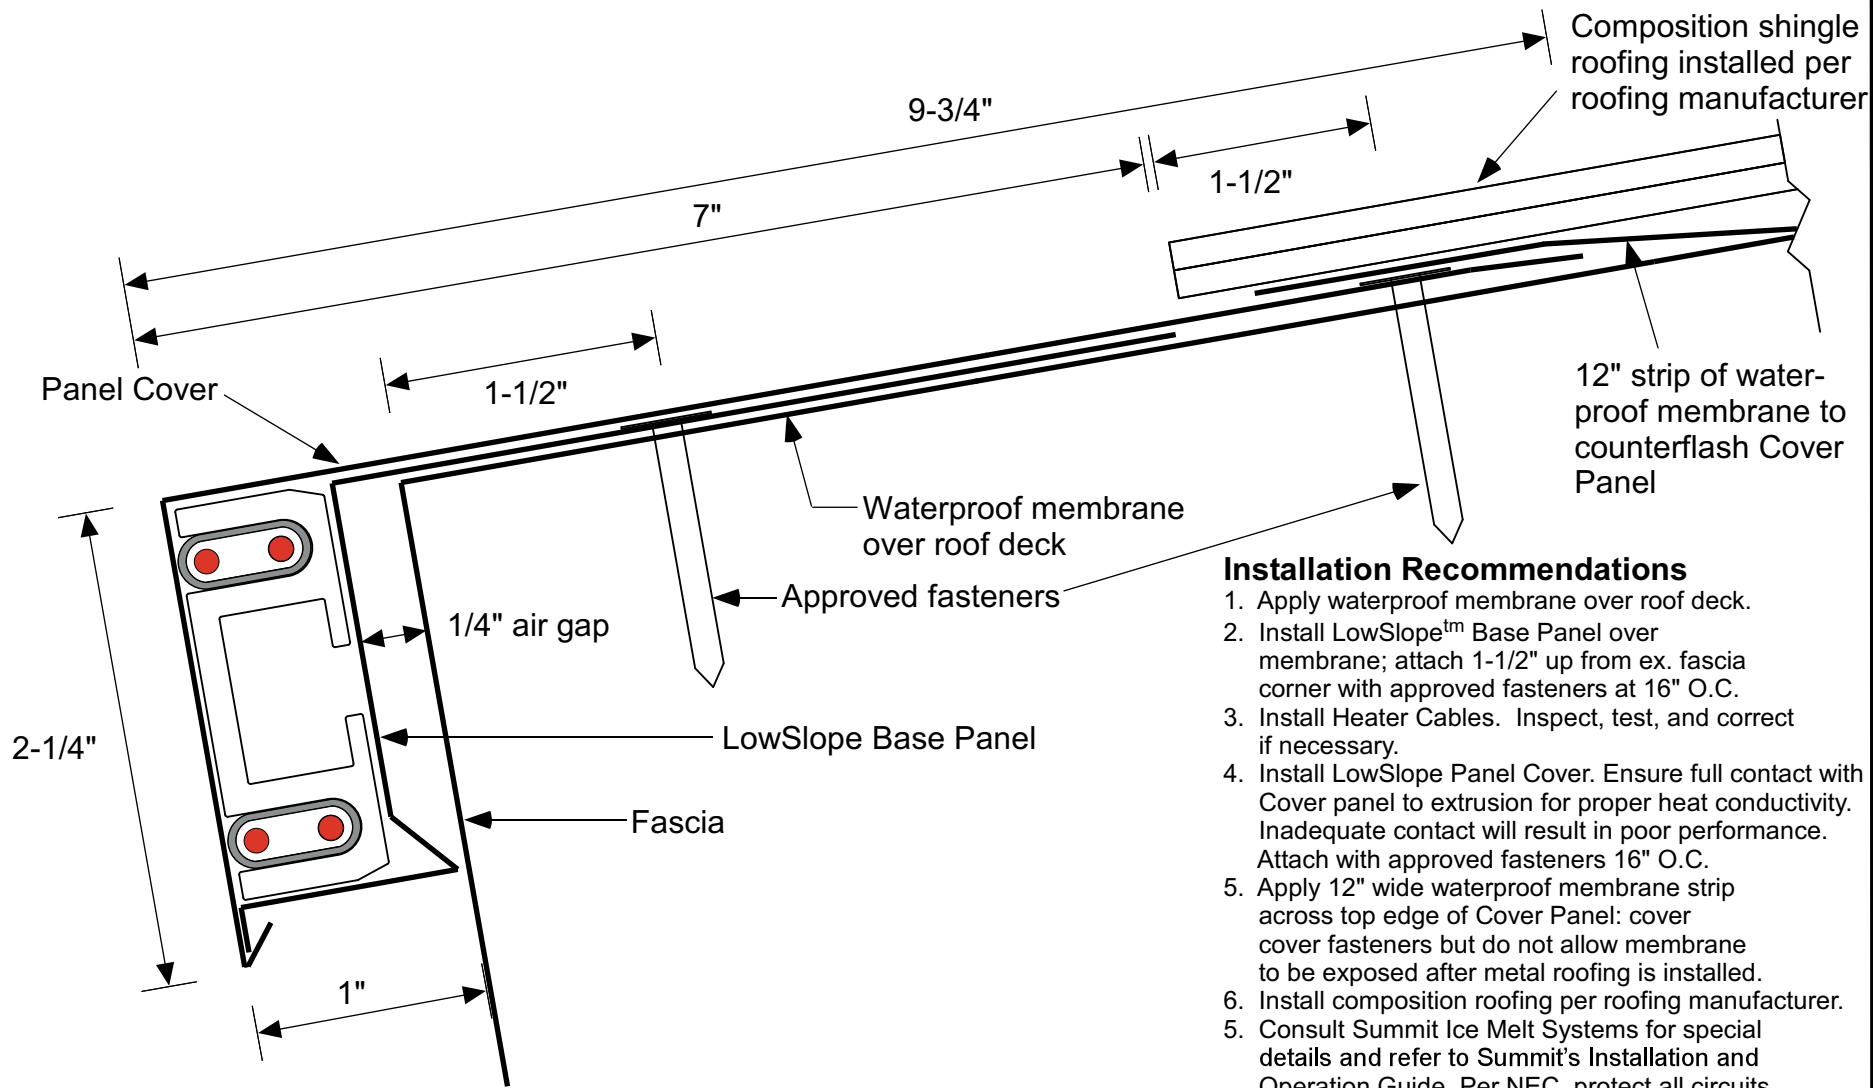 Composition shingle
roofing installed per
roofing manufacturer
9-3/4"
1-1/2"
7"
Panel Cover
1-1/2"
12" strip of water-
proof membrane to
counterflash Cover
Panel
Waterproof membrane
over roof deck
Approved fasteners
1/4" air gap
2-1/4"
LowSlope Base Panel
Fascia
1"
Installation Recommendations
1. Apply waterproof membrane over roof deck.
2. Install LowSlope™ Base Panel over
membrane; attach 1-1/2" up from ex. fascia
corner with approved fasteners at 16" O.C.
3. Install Heater Cables. Inspect, test, and correct
if necessary.
4. Install LowSlope Panel Cover. Ensure full contact with
Cover panel to extrusion for proper heat conductivity.
Inadequate contact will result in poor performance.
Attach with approved fasteners 16" O.C.
5. Apply 12" wide waterproof membrane strip
across top edge of Cover Panel: cover
cover fasteners but do not allow membrane
to be exposed after metal roofing is installed.
6. Install composition roofing per roofing manufacturer.
5. Consult Summit Ice Melt Systems for special
details and refer to Summit's Installation and
Operation Guide. Per NEC, protect all circuits